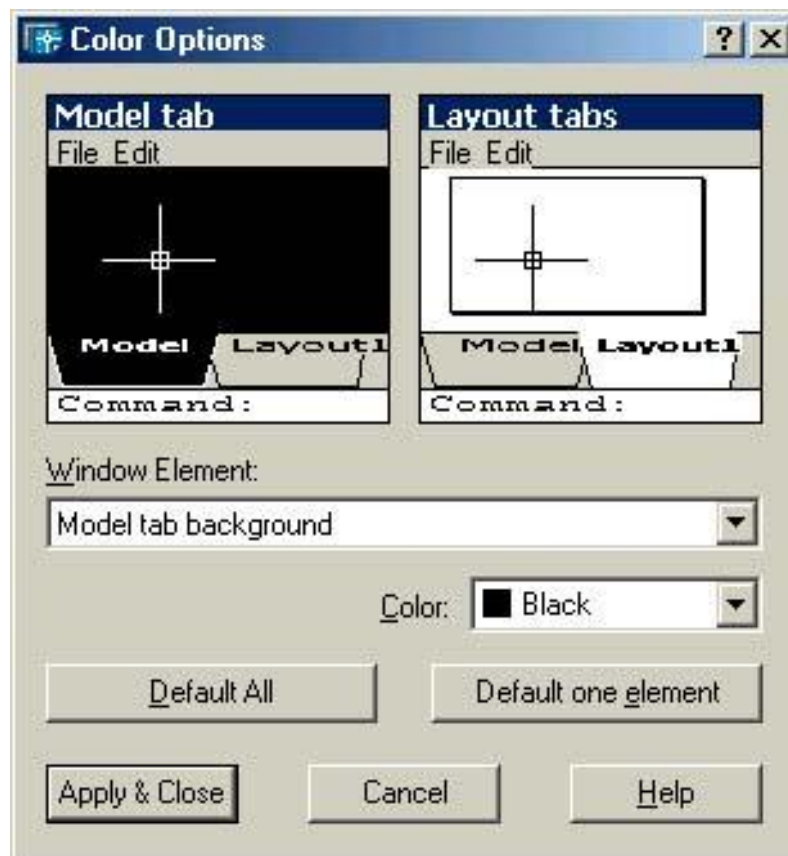 Color Options
Model tab
File Edit
Model Layout1
Command:
Layout tabs
File Edit
Model Layout1
Command:
Window Element:
Model tab background
Color: Black
Default All Default one element
Apply & Close Cancel Help